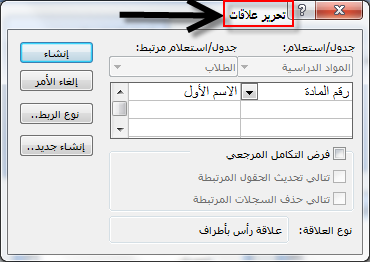 تحرير علاقات
جدول/استعلام:
جدول/استعلام مرتبط:
المواد الدراسية
الطلاب
رقم المادة
الاسم الأول
إنشاء
إلغاء الأمر
نوع الربط..
إنشاء جديد..
فرض التكامل المرجعي
تتالي تحديث الحقول المرتبطة
تتالي حذف السجلات المرتبطة
نوع العلاقة:
علاقة رأس بأطراف